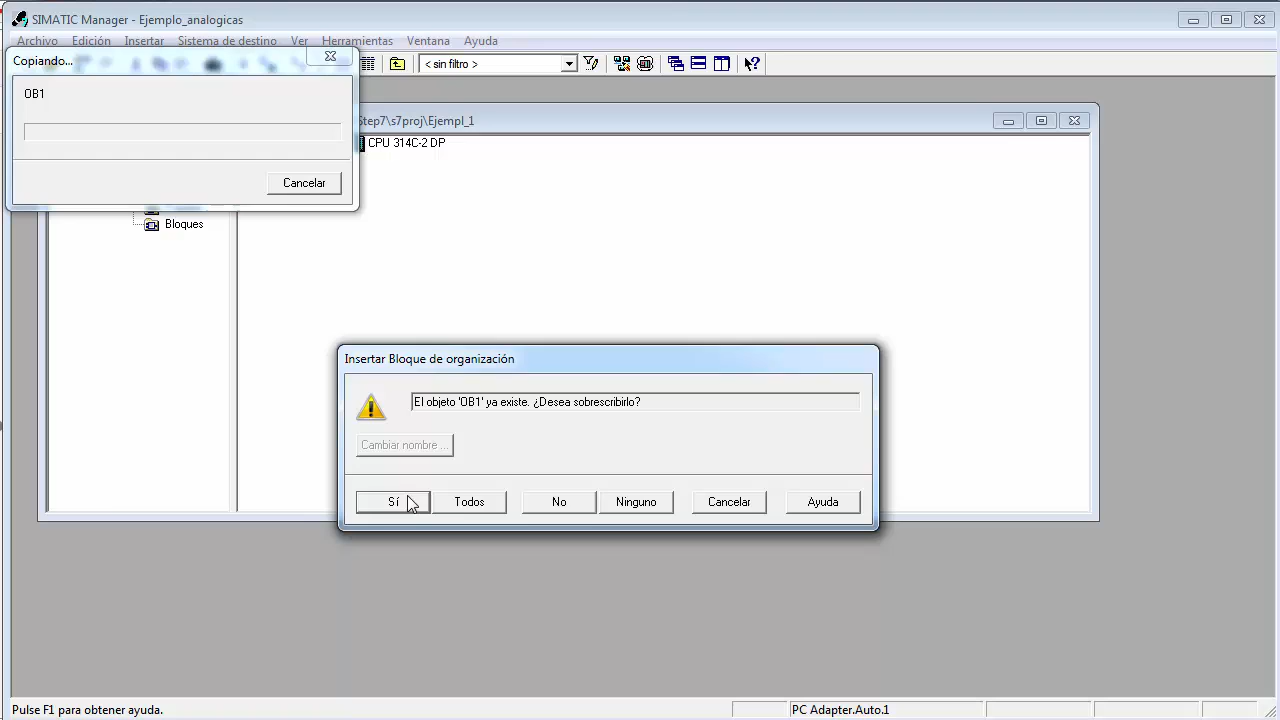 SIMATIC Manager - Ejemplo_analogicas
Archivo Edición Insertar Sistema de destino Ver Herramientas Ventana Ayuda
Copiando...
< sin filtro >
OB1
Step7\s7proj\Ejempl_1
CPU 314C-2 DP
Cancelar
Bloques
Insertar Bloque de organización
El objeto 'OB1' ya existe. ¿Desea sobrescribirlo?
Cambiar nombre ...
Sí Todos No Ninguno Cancelar Ayuda
Pulse F1 para obtener ayuda.
PC Adapter.Auto.1